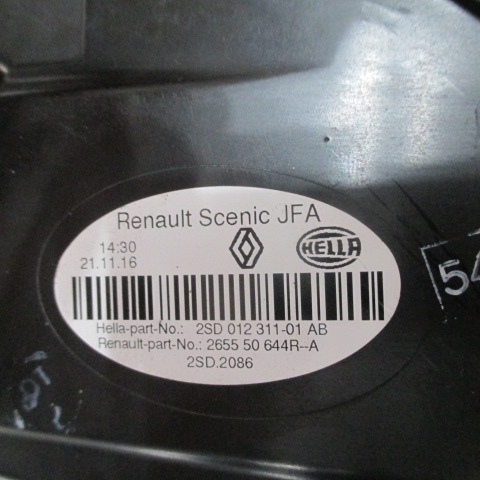 Renault Scenic JFA
14:30
21.11.16
HELLA
Hella-part-No.: 2SD 012 311-01 AB
Renault-part-No.: 2655 50 644R--A
2SD.2086